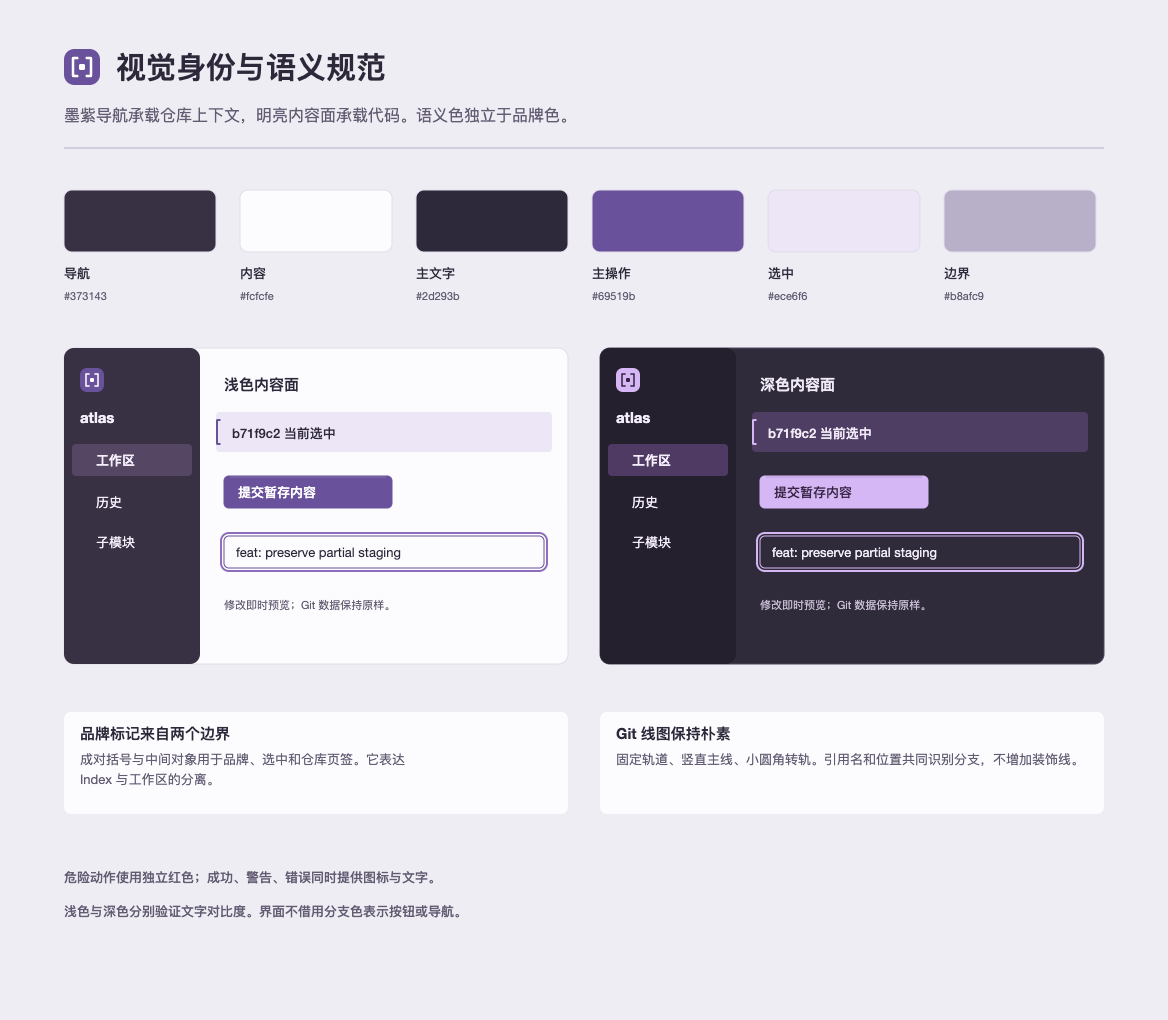 视觉身份与语义规范
墨紫导航承载仓库上下文，明亮内容面承载代码。语义色独立于品牌色。
导航
#373143
内容
#fcfcfe
主文字
#2d293b
主操作
#69519b
选中
#ece6f6
边界
#b8afc9
atlas
工作区
历史
子模块
浅色内容面
b71f9c2 当前选中
提交暂存内容
feat: preserve partial staging
修改即时预览；Git 数据保持原样。
atlas
工作区
历史
子模块
深色内容面
b71f9c2 当前选中
提交暂存内容
feat: preserve partial staging
修改即时预览；Git 数据保持原样。
品牌标记来自两个边界
成对括号与中间对象用于品牌、选中和仓库页签。它表达
Index 与工作区的分离。
Git 线图保持朴素
固定轨道、竖直主线、小圆角转轨。引用名和位置共同识别分支，不增加装饰线。
危险动作使用独立红色；成功、警告、错误同时提供图标与文字。
浅色与深色分别验证文字对比度。界面不借用分支色表示按钮或导航。